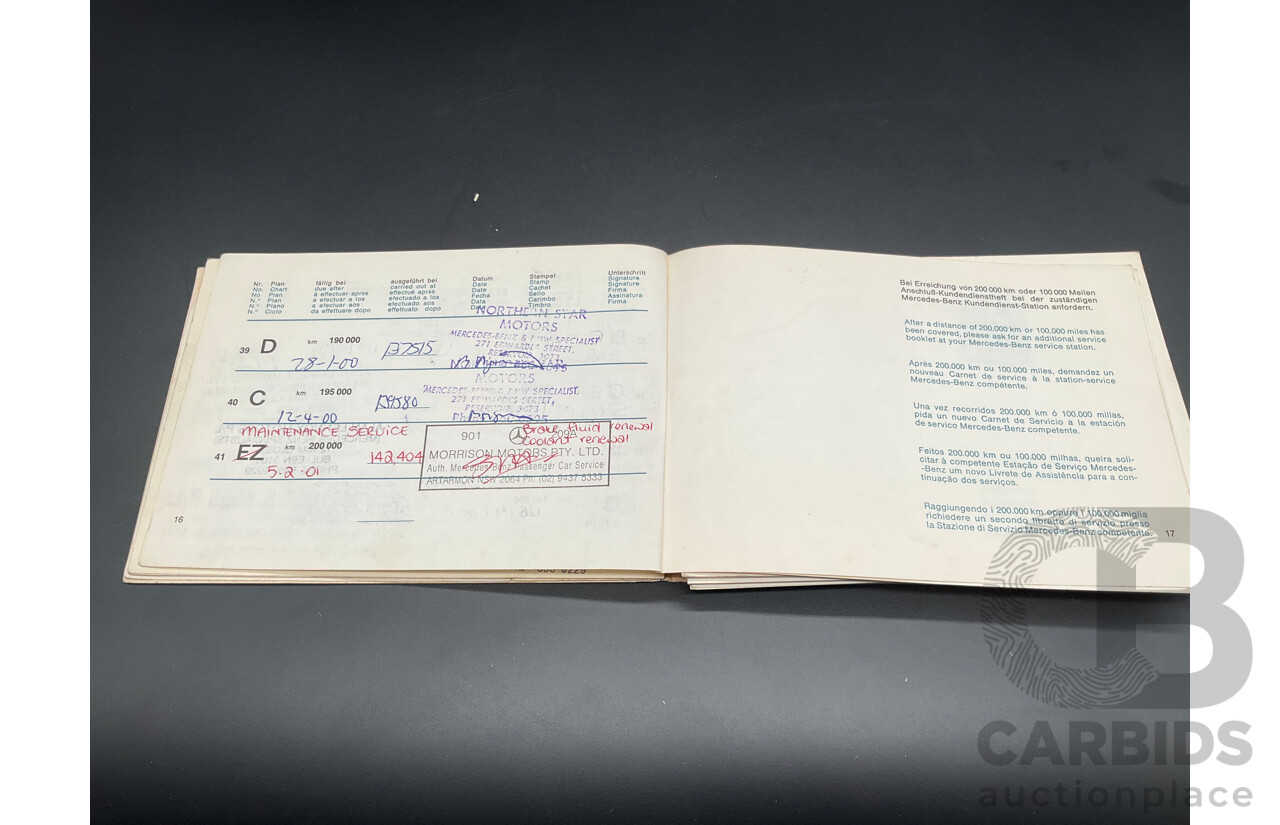 Nr. Plan fällig bei ausgeführt bei Datum Stempel Unterschrift
No. Chart due after carried out at Date Stamp Signature
No Plan à effectuer après effectué après Date Cachet Signature
N.° Plan a efectuar a los efectuado a los Fecha Sello Firma
N.° Plano a efectuar aos efectuado aos Data Carimbo Assinatura
N.° Ciclo da effettuare dopo effettuato dopo Data Timbro Firma
NORTHERN STAR
MOTORS
MERCEDES-BENZ & BMW SPECIALIST
271 EDWARDES STREET,
RESERVOIR 3073
39 D km 190 000 137515
28-1-00
MOTORS
MERCEDES-BENZ & BMW SPECIALIST,
271 EDWARDES STREET,
RESERVOIR, 3073
40 C km 195 000 139580
12-4-00
MAINTENANCE SERVICE
Brake fluid renewal
Coolant renewal
41 EZ km 200 000 142,404
5-2-01
901 209A
MORRISON MOTORS PTY. LTD.
Auth. Mercedes Benz Passenger Car Service
ARTARMON NSW 2064 Ph: (02) 9437 5333
16
Bei Erreichung von 200 000 km oder 100 000 Meilen
Anschluß-Kundendienstheft bei der zuständigen
Mercedes-Benz Kundendienst-Station anfordern.
After a distance of 200,000 km or 100,000 miles has
been covered, please ask for an additional service
booklet at your Mercedes-Benz service station.
Après 200.000 km ou 100.000 miles, demandez un
nouveau Carnet de service à la station-service
Mercedes-Benz compétente.
Una vez recorridos 200.000 km ó 100.000 millas,
pida un nuevo Carnet de Servicio a la estación
de servico Mercedes-Benz competente.
Feitos 200.000 km ou 100.000 milhas, queira soli-
citar à competente Estação de Serviço Mercedes-
-Benz um novo Livrete de Assistência para a con-
tinuação dos serviços.
Raggiungendo i 200.000 km oppure i 100.000 miglia
richiedere un secondo libretto di servizio presso
la Stazione di Servizio Mercedes-Benz competente.
17
CARBIDS
auctionplace